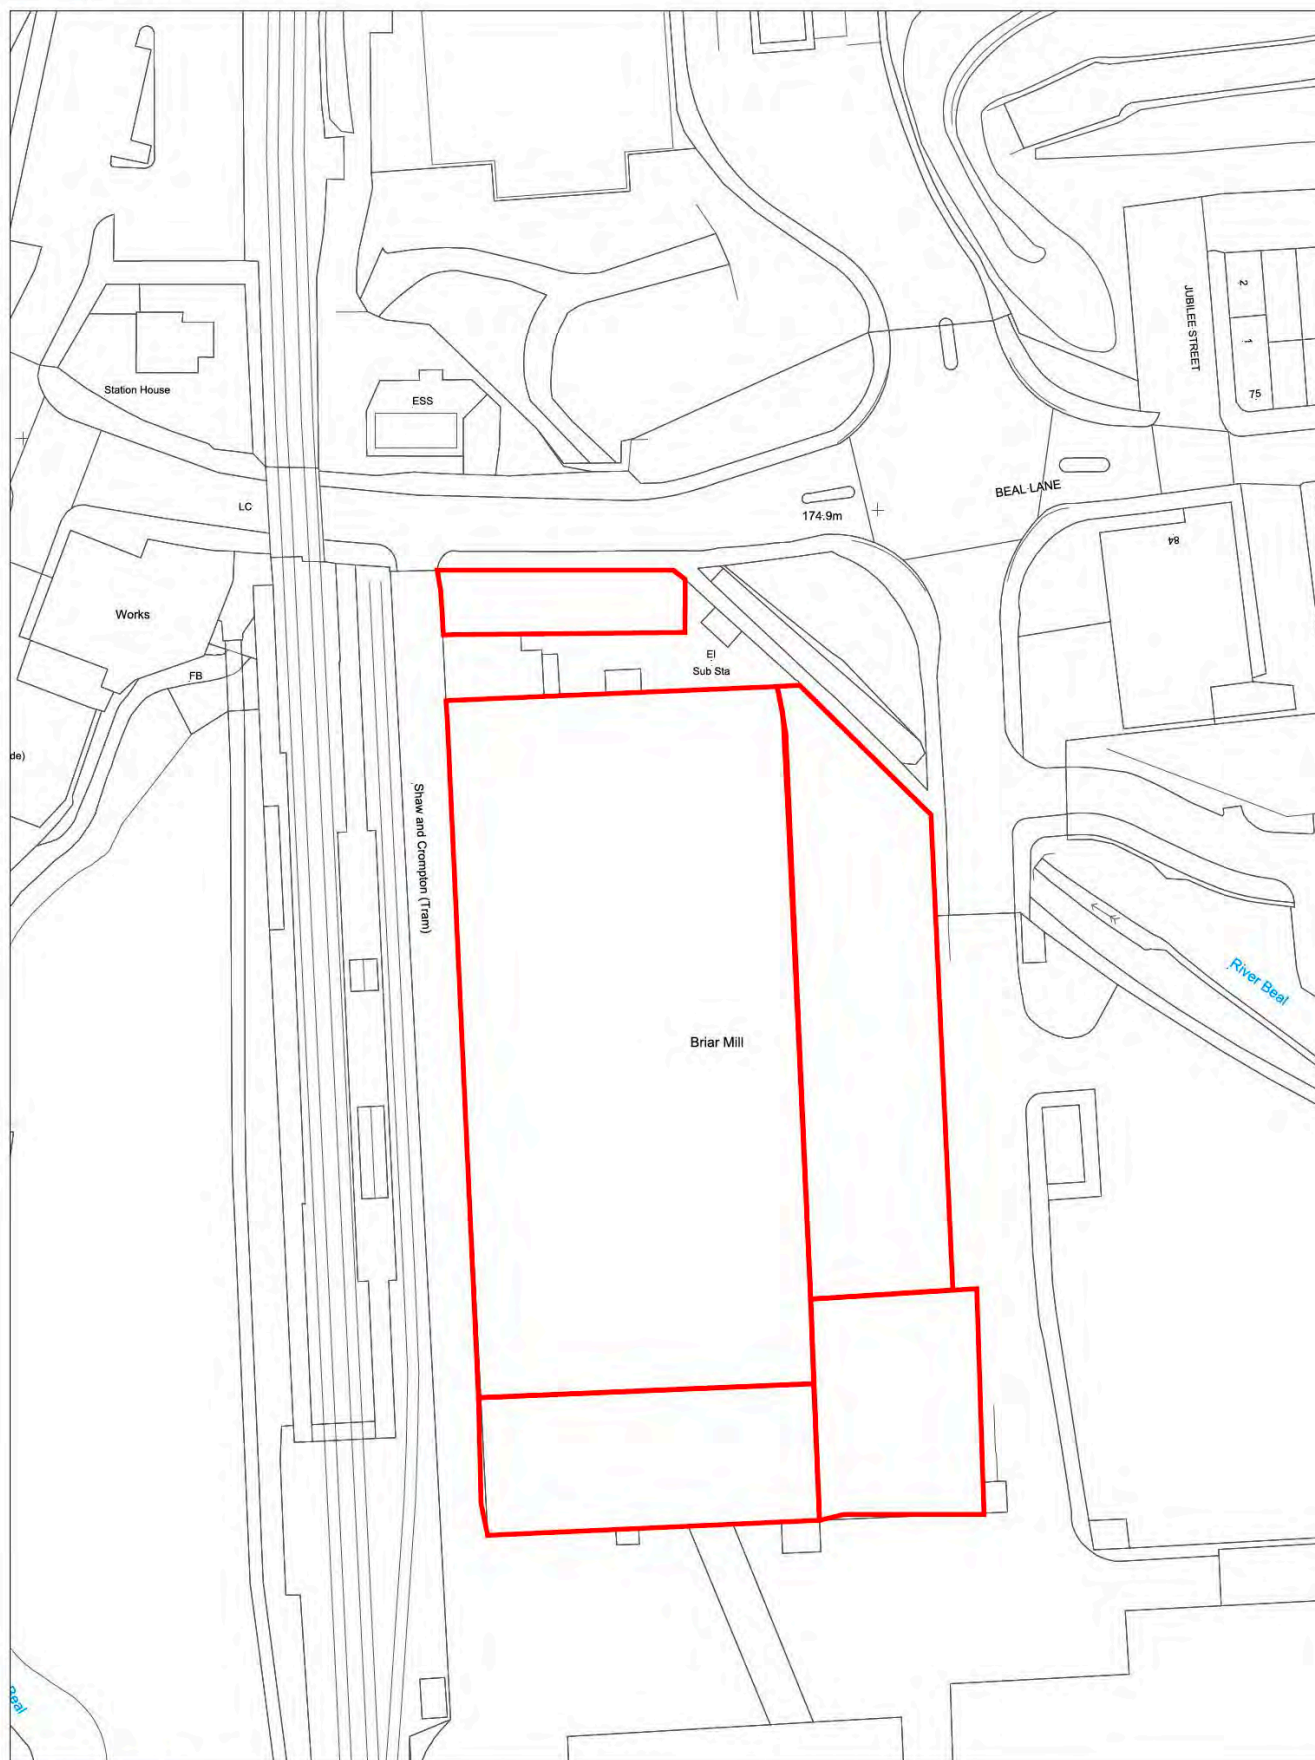 JUBILEE STREET
2
1
75
Station House
ESS
BEAL LANE
LC
174.9m
84
Works
El
Sub Sta
FB
de)
Shaw and Crompton (Tram)
River Beal
Briar Mill
Beal